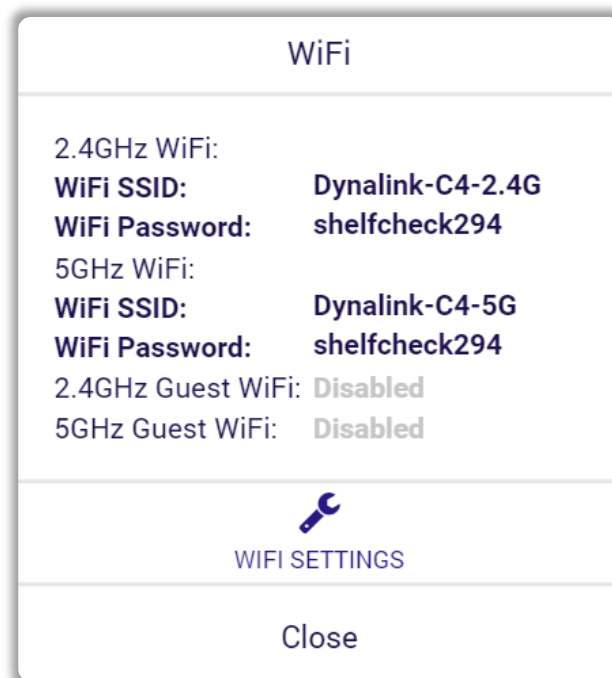 WiFi
2.4GHz WiFi:
WiFi SSID: Dynalink-C4-2.4G
WiFi Password: shelfcheck294
5GHz WiFi:
WiFi SSID: Dynalink-C4-5G
WiFi Password: shelfcheck294
2.4GHz Guest WiFi: Disabled
5GHz Guest WiFi: Disabled
WIFI SETTINGS
Close